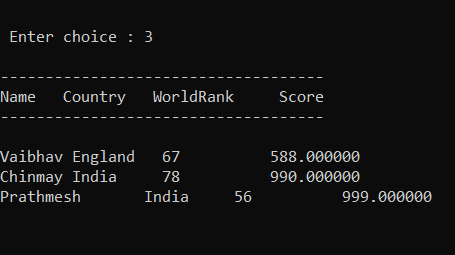 Enter choice : 3
------------------------------------
Name   Country   WorldRank     Score
------------------------------------
Vaibhav England   67          588.000000
Chinmay India     78          990.000000
Prathmesh       India     56          999.000000